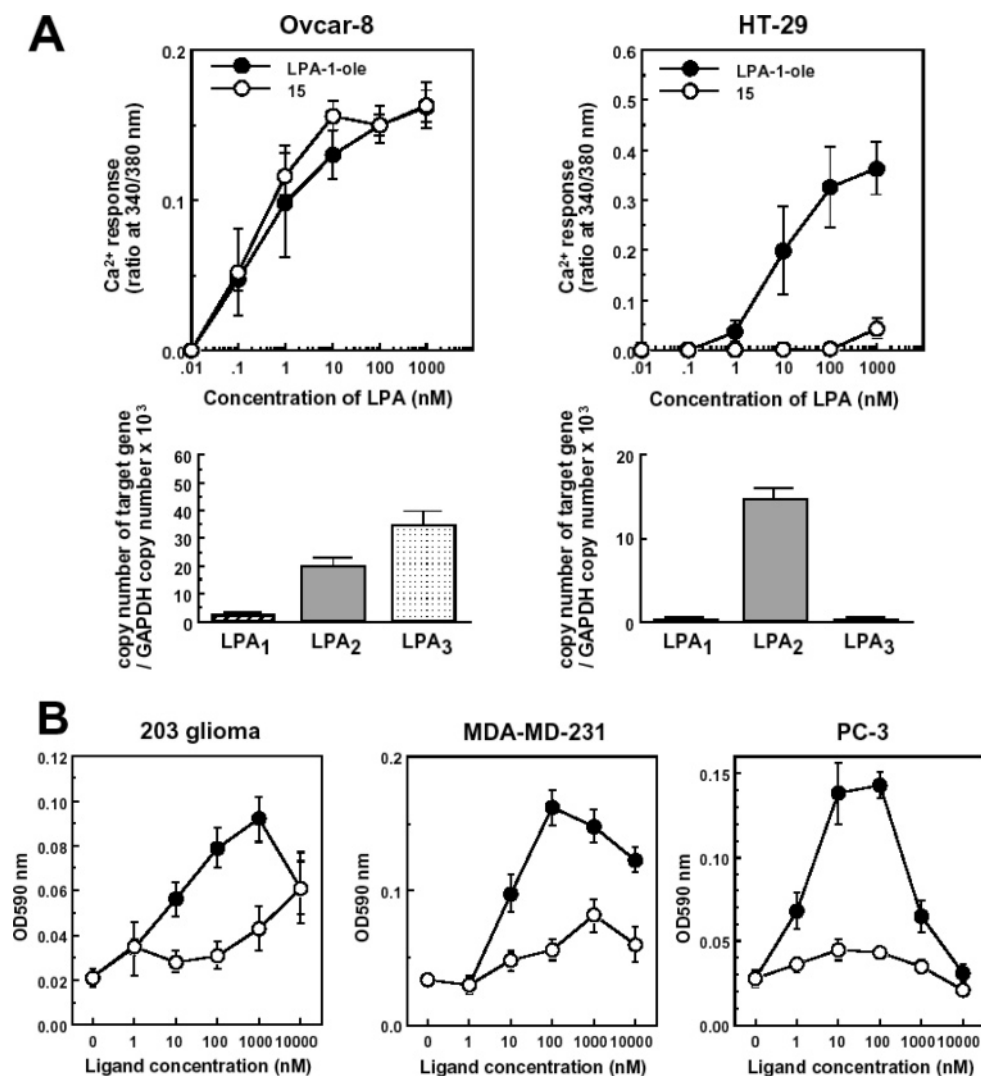 A
Ovcar-8
HT-29
LPA-1-ole
15
LPA-1-ole
15
Ca²⁺ response
(ratio at 340/380 nm)
0.2
0.1
0.0
.01 .1 1 10 100 1000
Concentration of LPA (nM)
Ca²⁺ response
(ratio at 340/380 nm)
0.6
0.5
0.4
0.3
0.2
0.1
0.0
.01 .1 1 10 100 1000
Concentration of LPA (nM)
copy number of target gene
/ GAPDH copy number x 10³
60
50
40
30
20
10
0
LPA₁ LPA₂ LPA₃
copy number of target gene
/ GAPDH copy number x 10³
20
10
0
LPA₁ LPA₂ LPA₃
B
203 glioma
MDA-MD-231
PC-3
OD590 nm
0.12
0.10
0.08
0.06
0.04
0.02
0.00
0 1 10 100 1000 10000
Ligand concentration (nM)
OD590 nm
0.2
0.1
0.0
0 1 10 100 1000 10000
Ligand concentration (nM)
OD590 nm
0.15
0.10
0.05
0.00
0 1 10 100 1000 10000
Ligand concentration (nM)